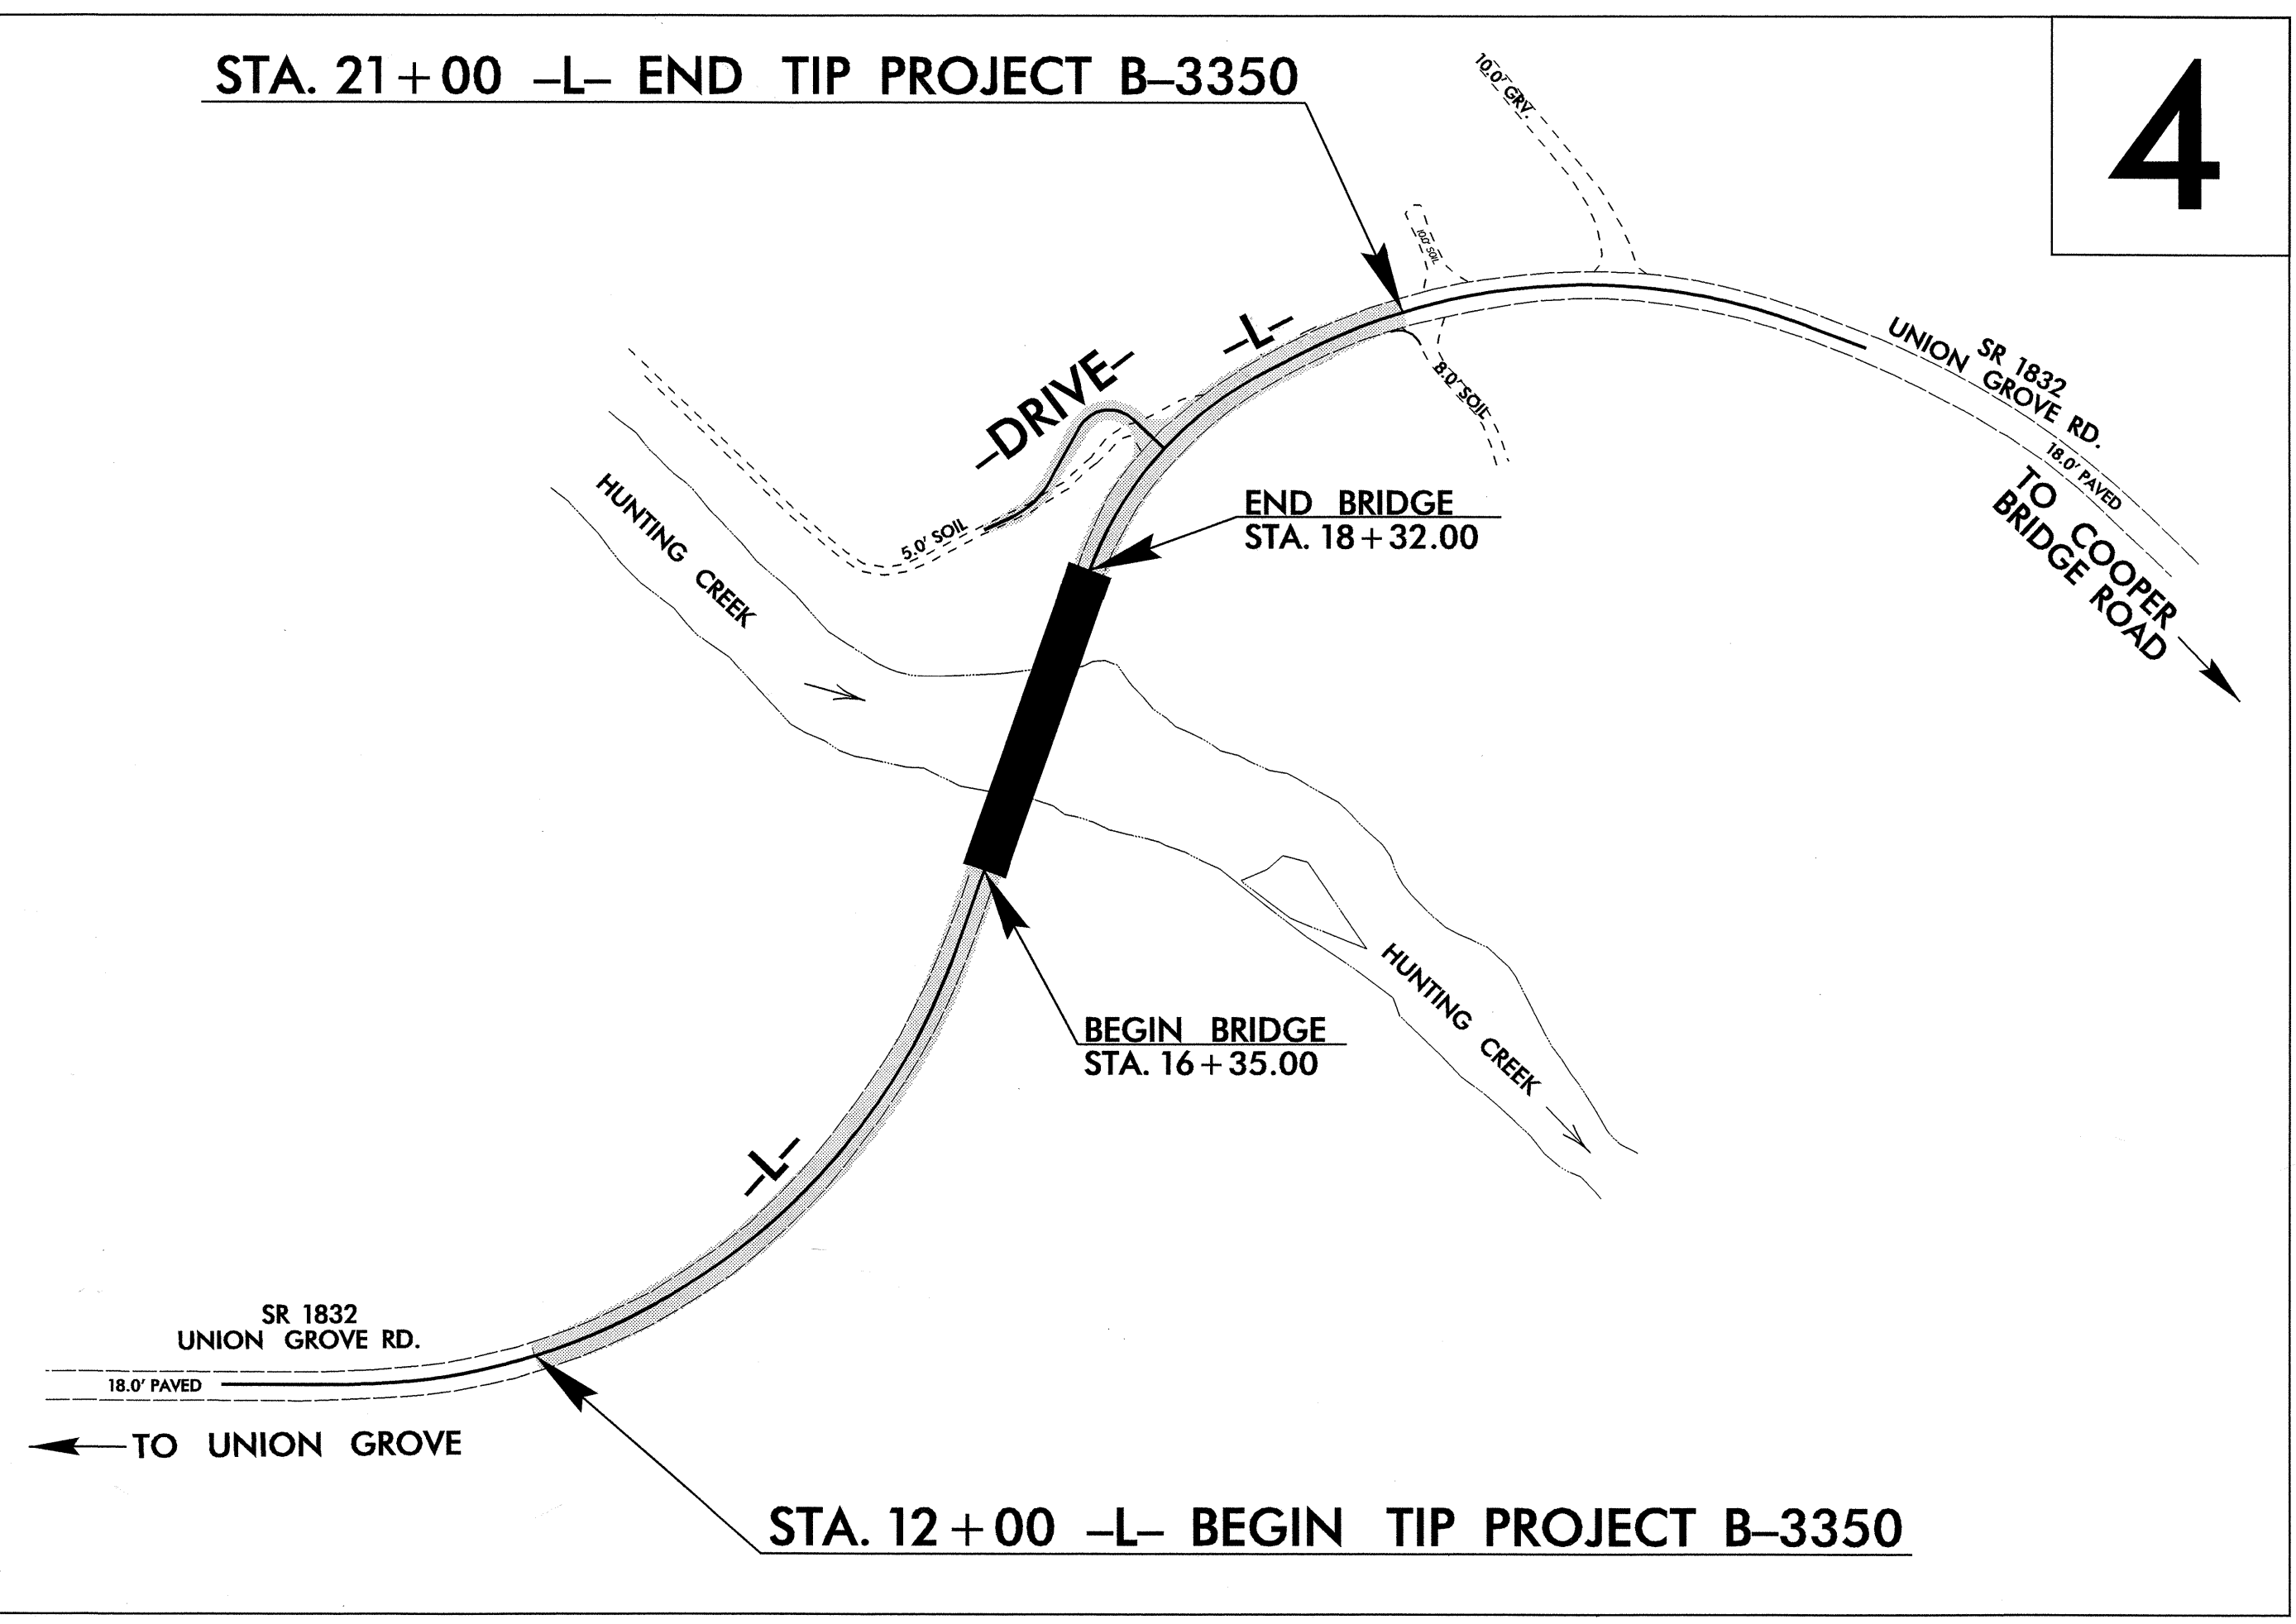 STA. 21+00 –L– END TIP PROJECT B–3350
4
10.0' GRV.
10.0' SOIL
–L–
–DRIVE–
8.0' SOIL
SR 1832
UNION GROVE RD.
18.0' PAVED
TO COOPER
BRIDGE ROAD
HUNTING CREEK
5.0' SOIL
END BRIDGE
STA. 18+32.00
HUNTING CREEK
BEGIN BRIDGE
STA. 16+35.00
–L–
SR 1832
UNION GROVE RD.
18.0' PAVED
TO UNION GROVE
STA. 12+00 –L– BEGIN TIP PROJECT B–3350